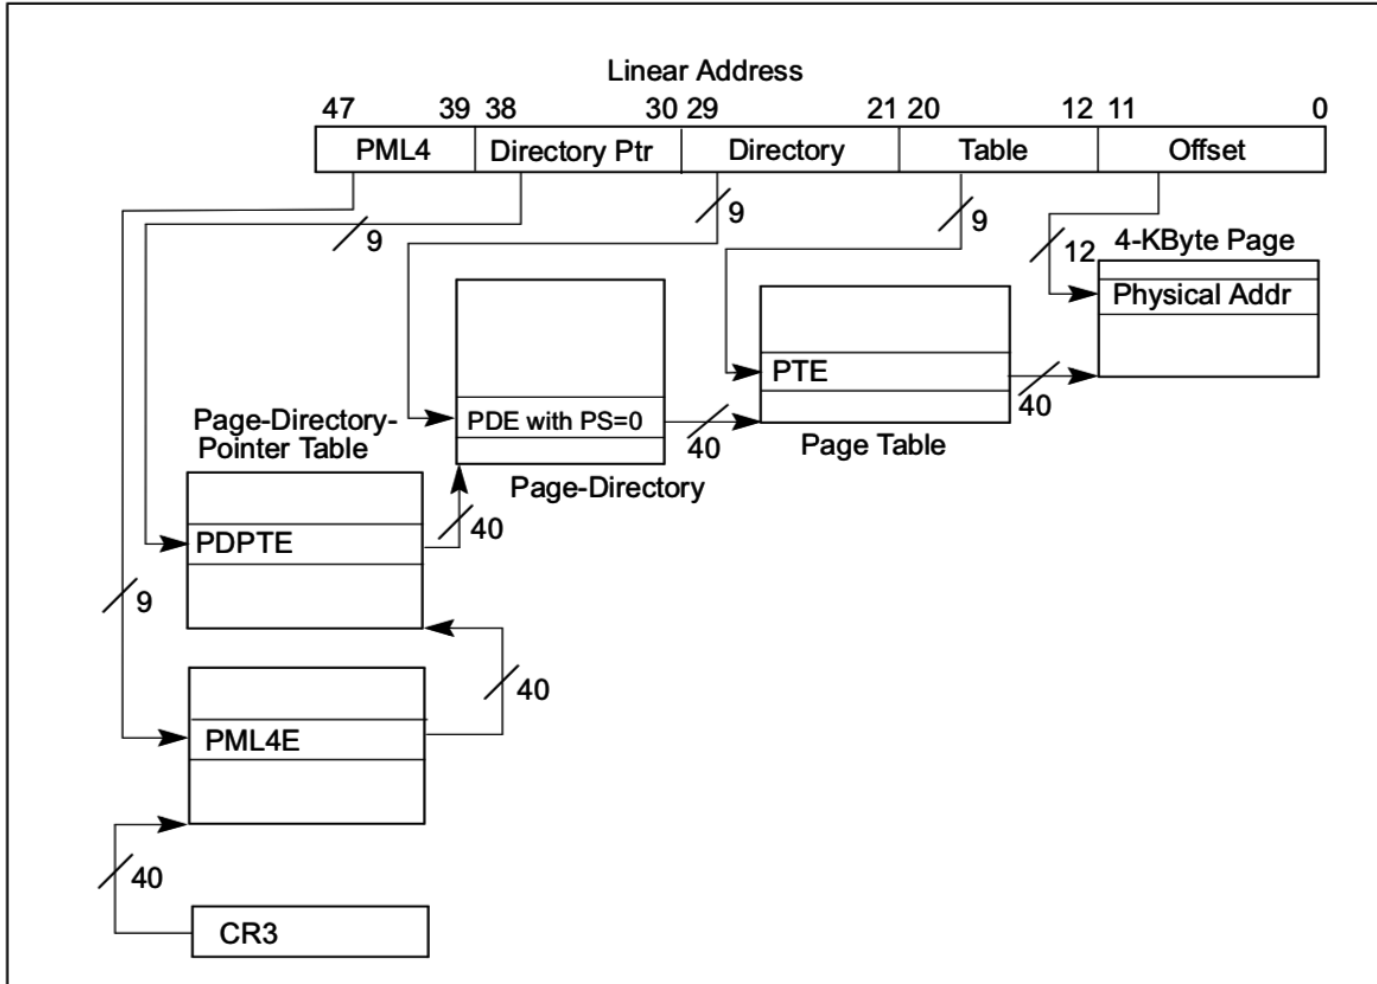 Linear Address
47 39 38 30 29 21 20 12 11 0
PML4 Directory Ptr Directory Table Offset
9
9
9
12
4-KByte Page
Physical Addr
PTE
40
Page-Directory-
Pointer Table
PDE with PS=0
40
Page Table
Page-Directory
40
PDPTE
9
40
PML4E
40
CR3